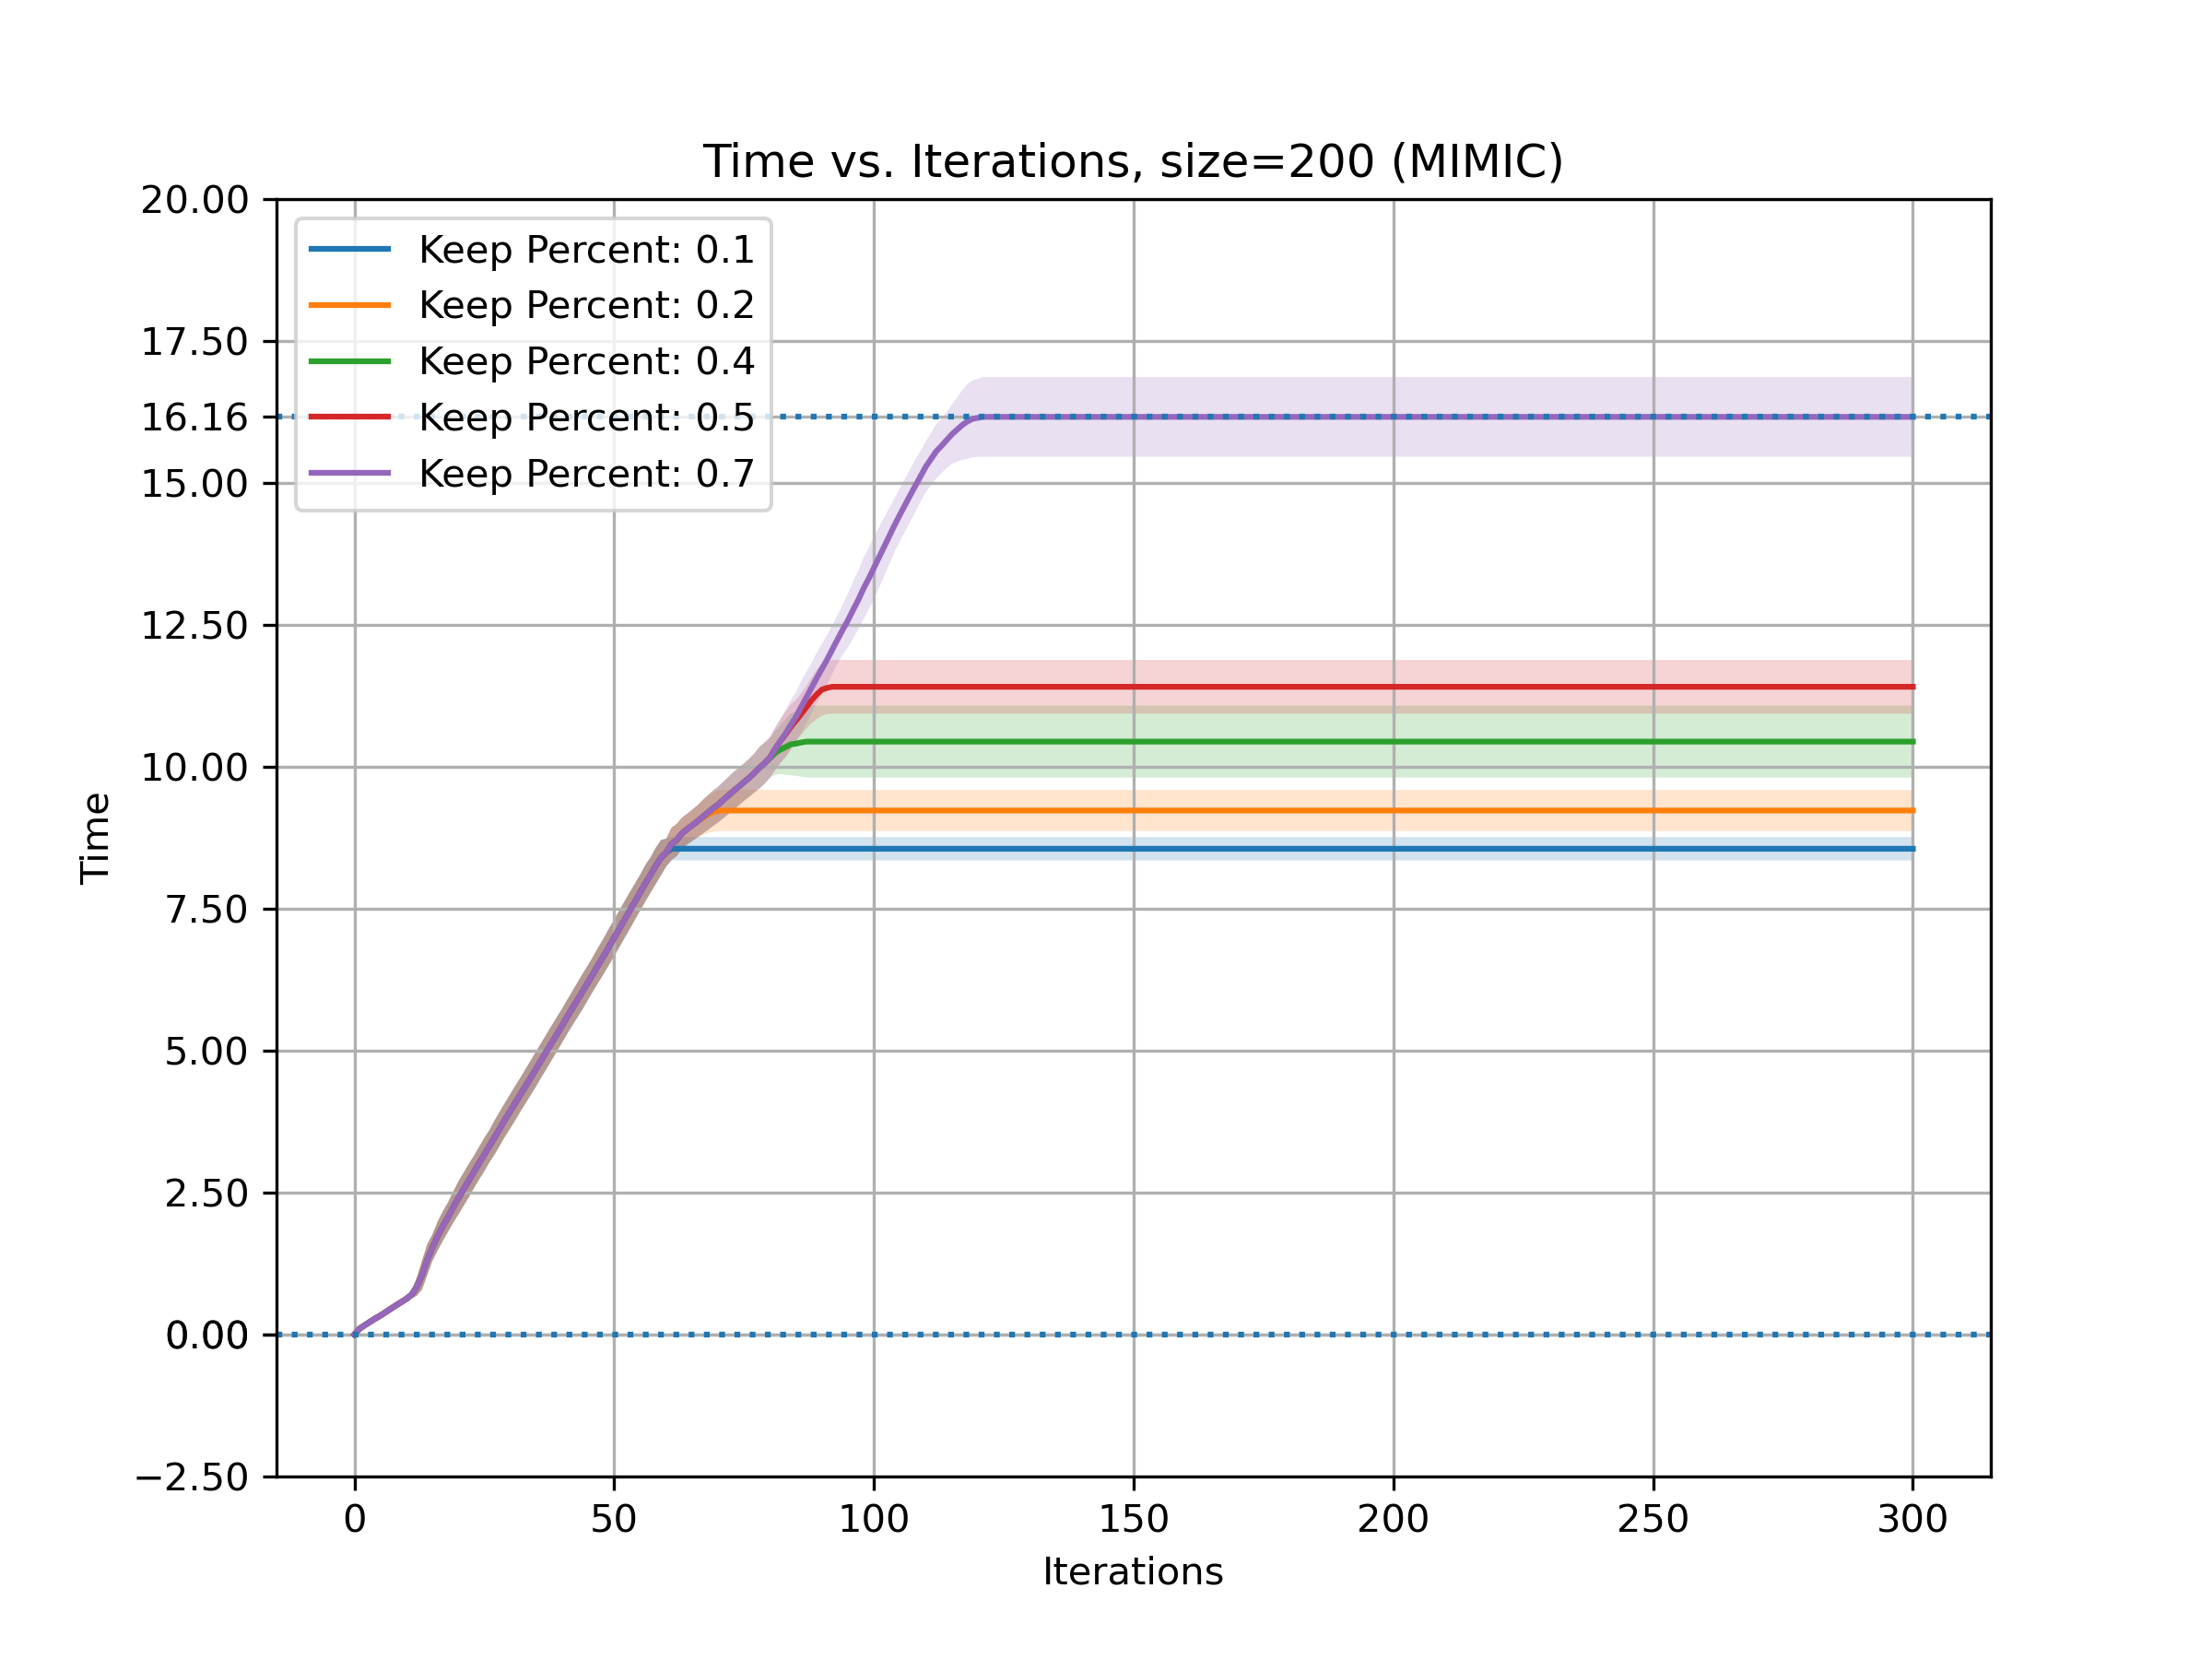 Time vs. Iterations, size=200 (MIMIC)
20.00
17.50
16.16
15.00
12.50
10.00
7.50
5.00
2.50
0.00
−2.50
Time
Keep Percent: 0.1
Keep Percent: 0.2
Keep Percent: 0.4
Keep Percent: 0.5
Keep Percent: 0.7
0 50 100 150 200 250 300
Iterations